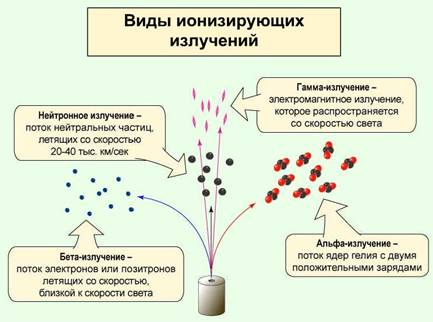 Виды ионизирующих
излучений
Гамма-излучение –
электромагнитное излучение,
которое распространяется
со скоростью света
Нейтронное излучение –
поток нейтральных частиц,
летящих со скоростью
20-40 тыс. км/сек
Бета-излучение –
поток электронов или позитронов
летящих со скоростью,
близкой к скорости света
Альфа-излучение –
поток ядер гелия с двумя
положительными зарядами